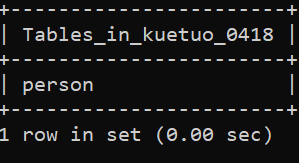 +-----------------------+
| Tables_in_kuetuo_0418 |
+-----------------------+
| person                |
+-----------------------+
1 row in set (0.00 sec)